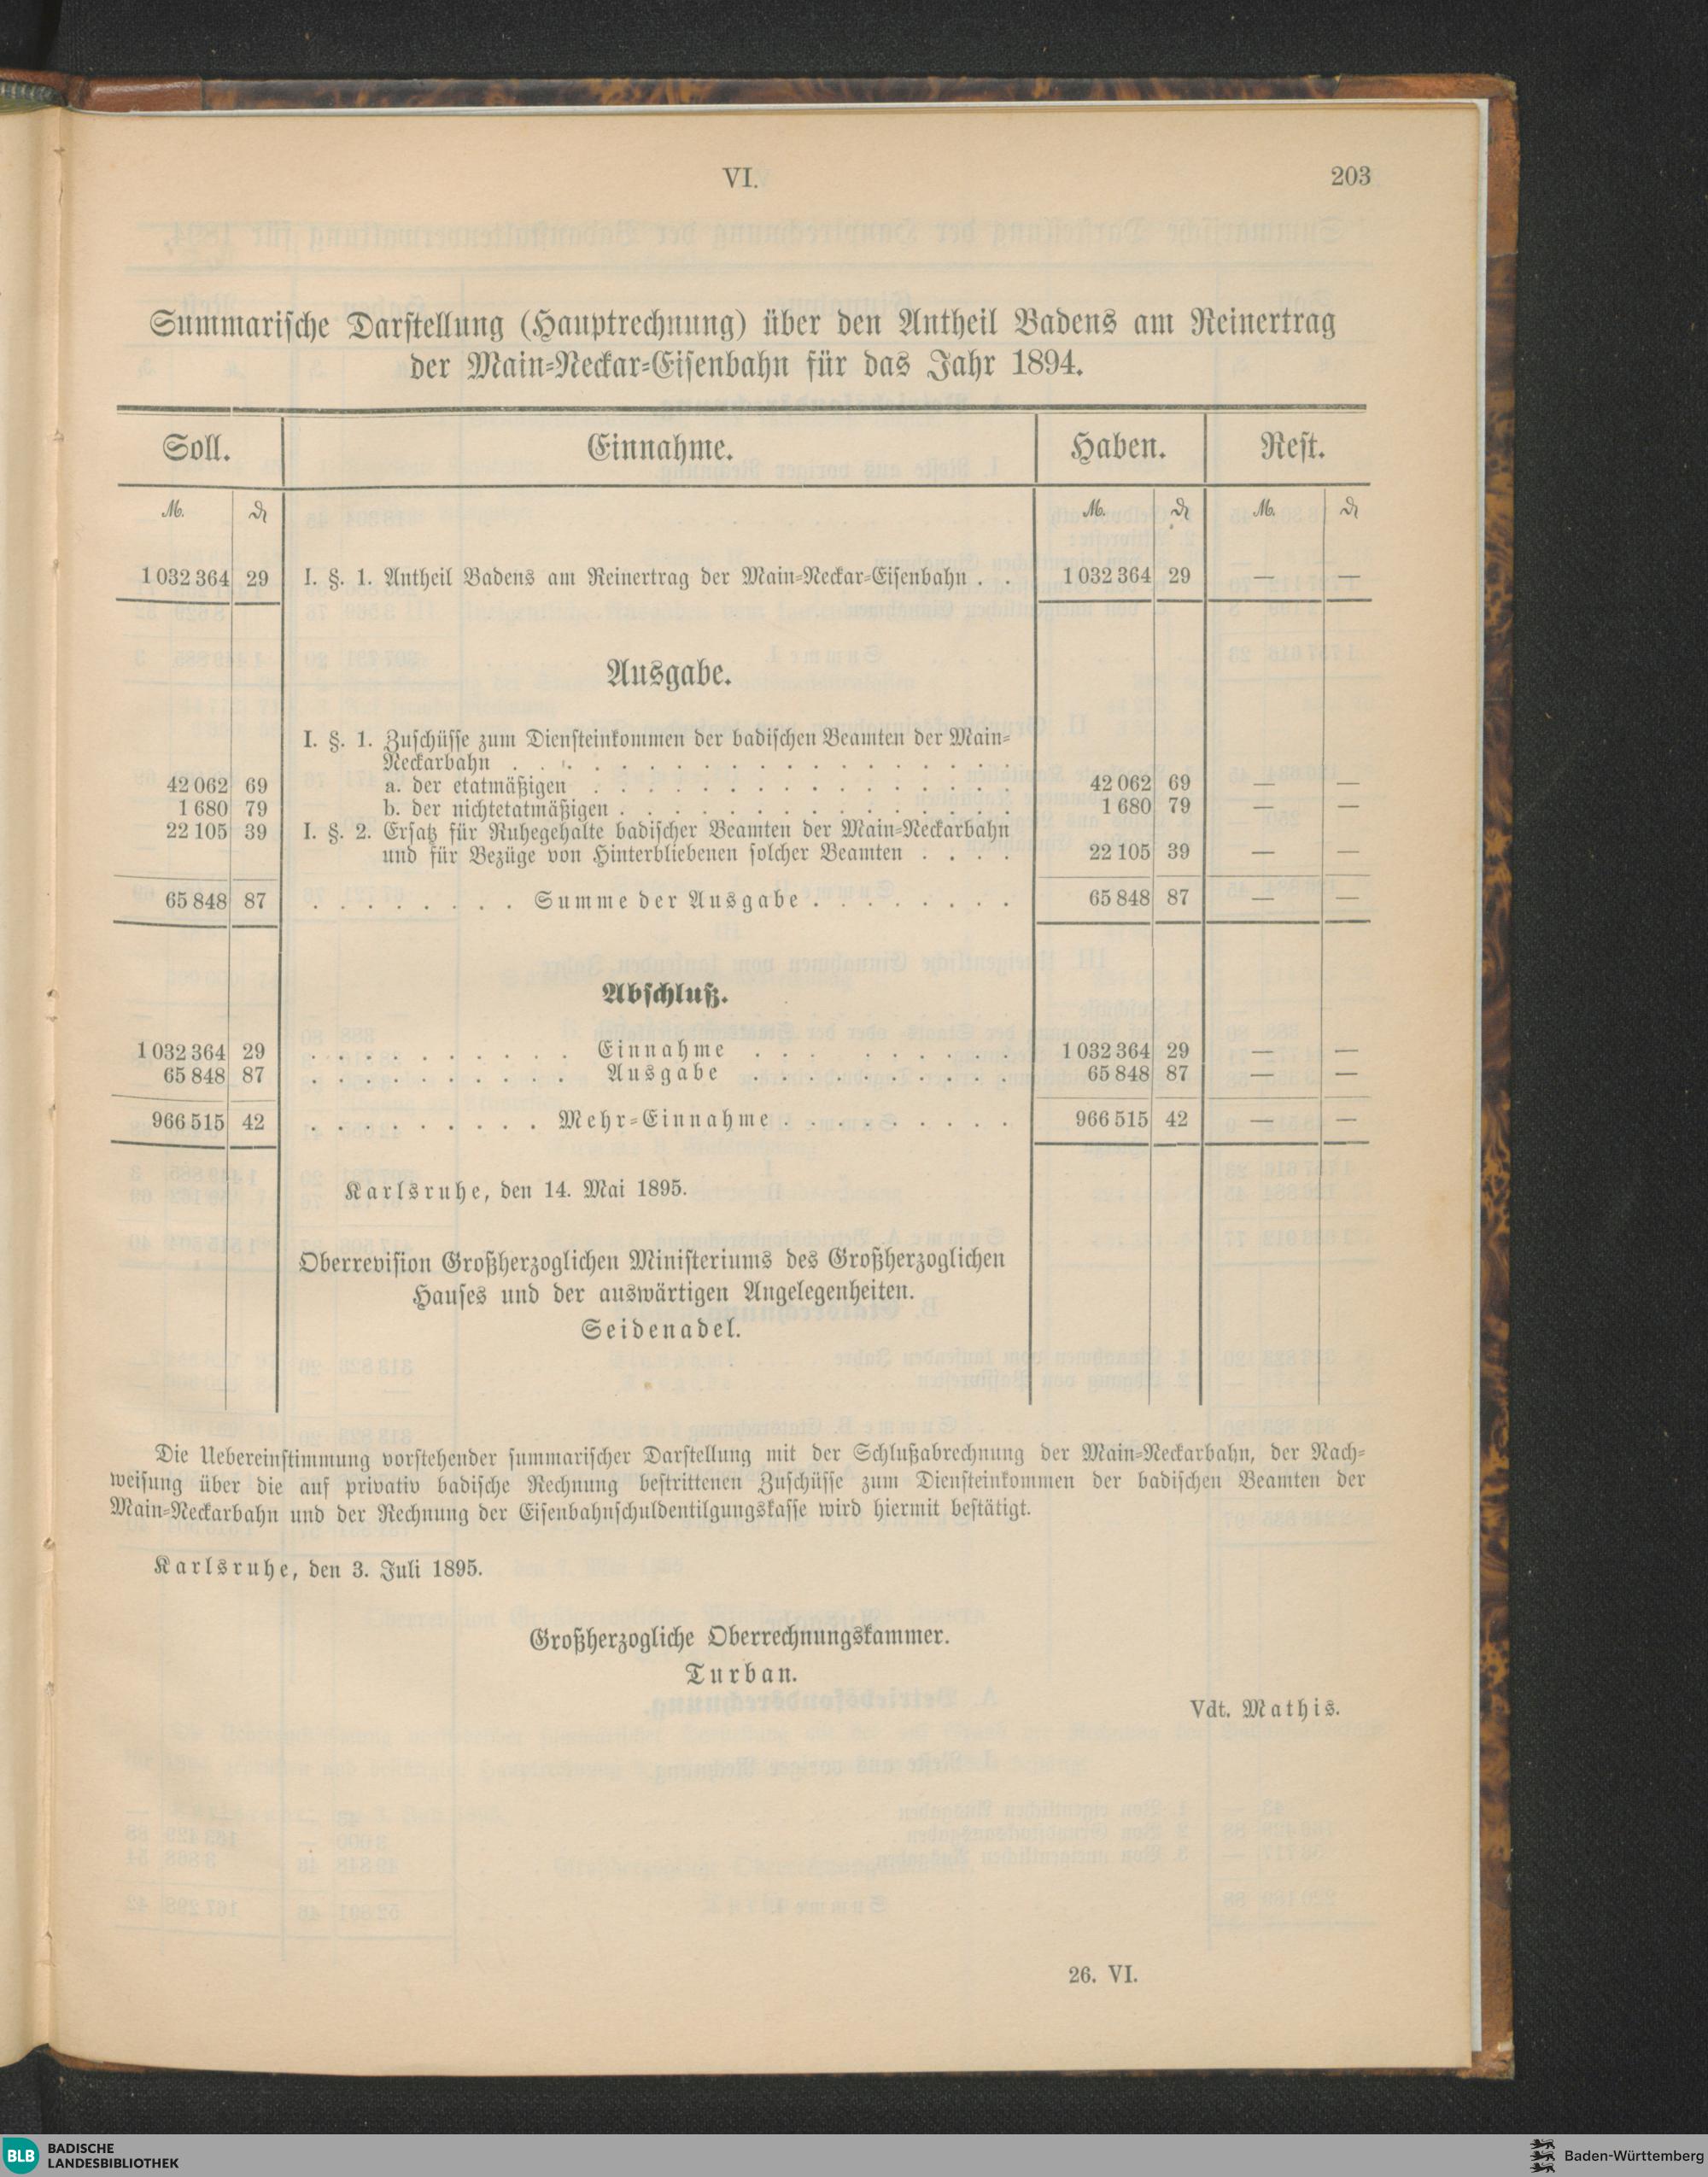 VI. 203
Summarische Darstellung (Hauptrechnung) über den Antheil Badens am Reinertrag
der Main-Neckar-Eisenbahn für das Jahr 1894.
Soll. Einnahme. Haben. Rest.
M. ₰ M. ₰ M. ₰
1 032 364 29 I. §. 1. Antheil Badens am Reinertrag der Main-Neckar-Eisenbahn . . 1 032 364 29 — —
Ausgabe.
I. §. 1. Zuschüsse zum Diensteinkommen der badischen Beamten der Main-
Neckarbahn . . . . . . . . . . . . . . . . . . .
42 062 69 a. der etatmäßigen . . . . . . . . . . . . . . . . 42 062 69 — —
1 680 79 b. der nichtetatmäßigen . . . . . . . . . . . . . . . 1 680 79 — —
22 105 39 I. §. 2. Ersatz für Ruhegehalte badischer Beamten der Main-Neckarbahn
und für Bezüge von Hinterbliebenen solcher Beamten . . . . 22 105 39 — —
65 848 87 . . . . . . . . Summe der Ausgabe . . . . . . . . 65 848 87 — —
Abschluß.
1 032 364 29 . . . . . . . . . . Einnahme . . . . . . . . . . 1 032 364 29 — —
65 848 87 . . . . . . . . . . Ausgabe . . . . . . . . . . . 65 848 87 — —
966 515 42 . . . . . . . . . Mehr-Einnahme . . . . . . . . . 966 515 42 — —
Karlsruhe, den 14. Mai 1895.
Oberrevision Großherzoglichen Ministeriums des Großherzoglichen
Hauses und der auswärtigen Angelegenheiten.
Seidenadel.
Die Uebereinstimmung vorstehender summarischer Darstellung mit der Schlußabrechnung der Main-Neckarbahn, der Nach-
weisung über die auf privativ badische Rechnung bestrittenen Zuschüsse zum Diensteinkommen der badischen Beamten der
Main-Neckarbahn und der Rechnung der Eisenbahnschuldentilgungskasse wird hiermit bestätigt.
Karlsruhe, den 3. Juli 1895.
Großherzogliche Oberrechnungskammer.
Turban.
Vdt. Mathis.
26. VI.
BLB BADISCHE
LANDESBIBLIOTHEK
Baden-Württemberg